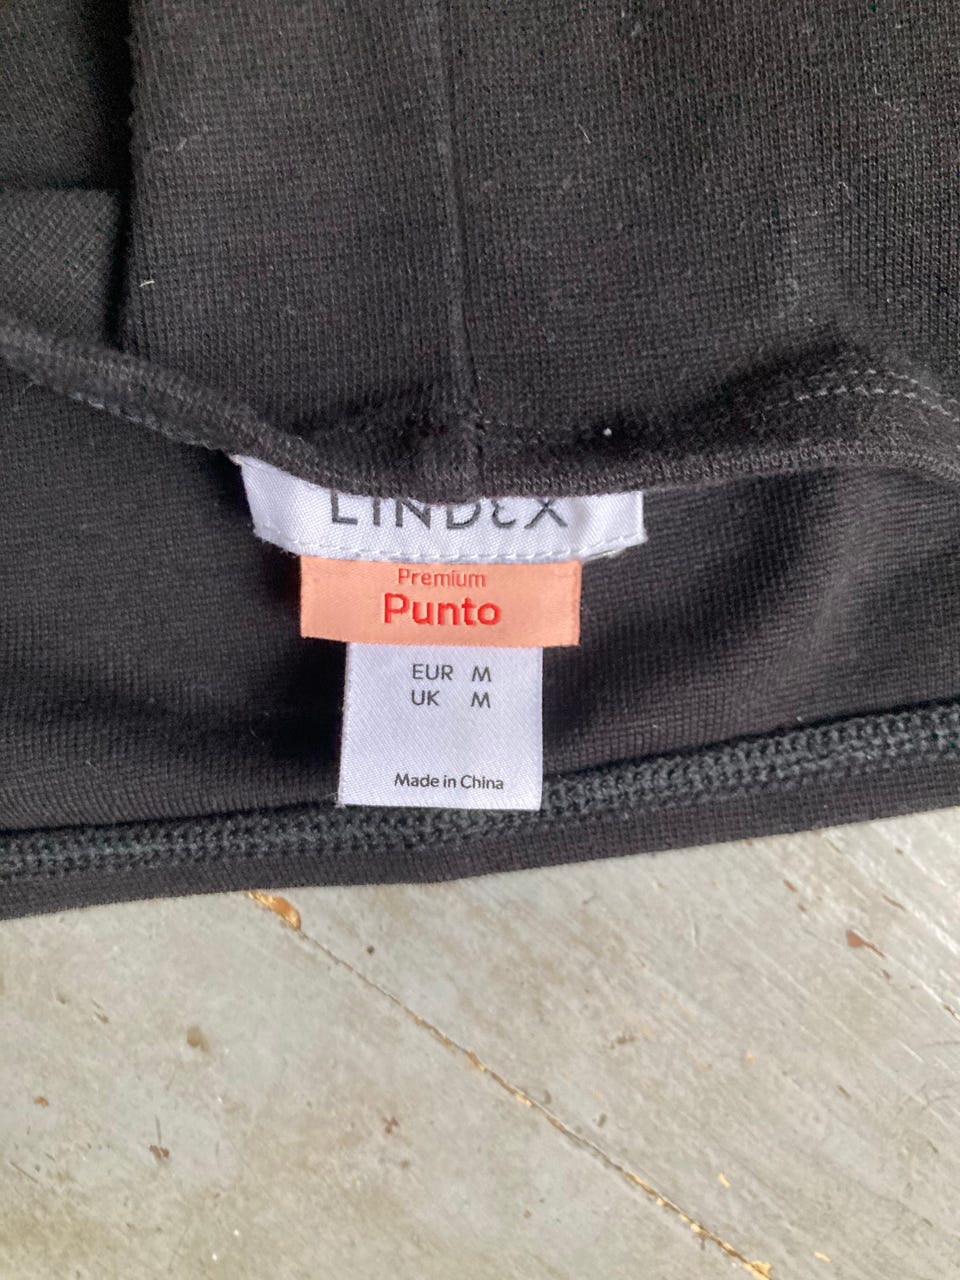 LINDEX
Premium
Punto
EUR M
UK M
Made in China